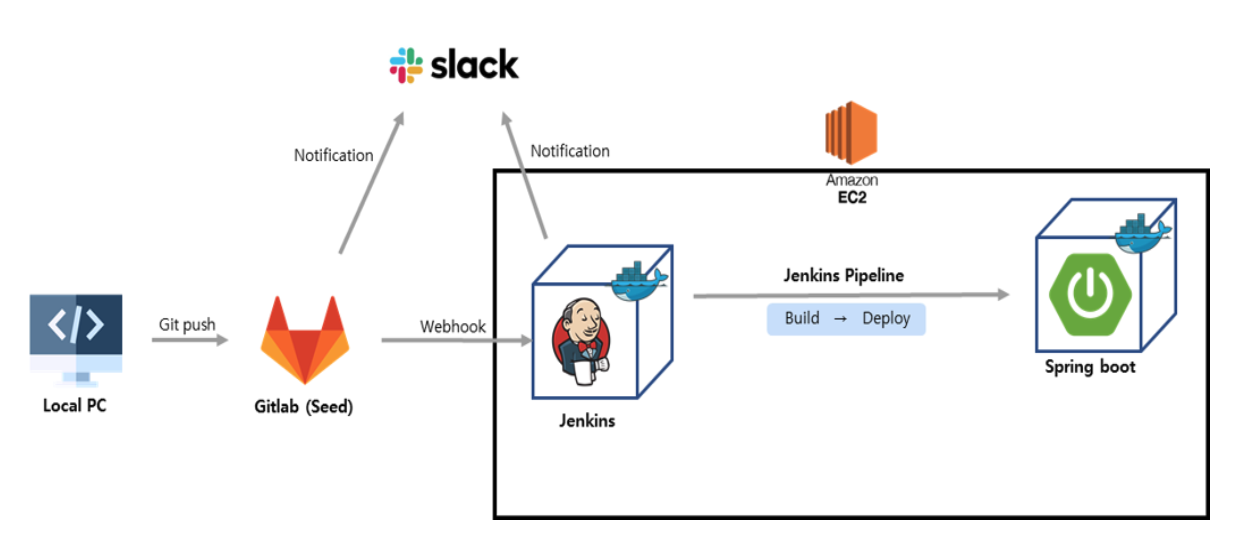 slack
Notification
Notification
Amazon
EC2
Jenkins Pipeline
Build → Deploy
Git push
Webhook
</>
Local PC
Gitlab (Seed)
Jenkins
Spring boot